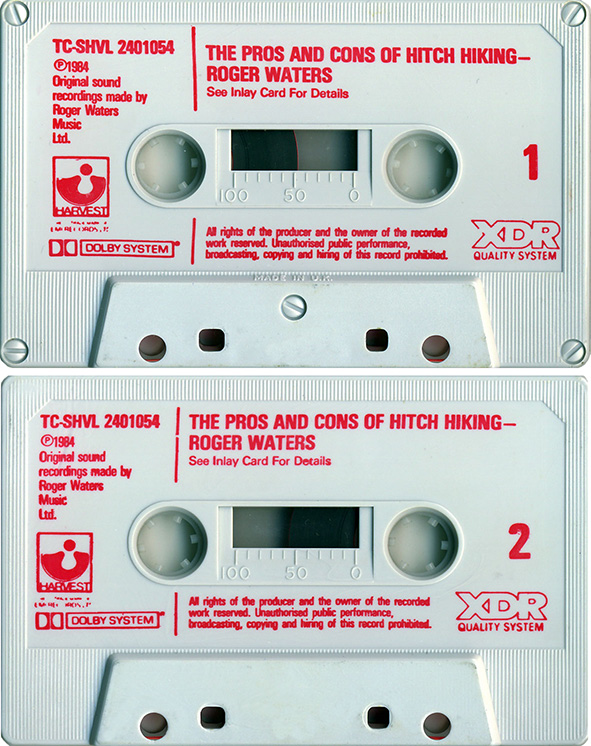 TC-SHVL 2401054
Ⓟ1984
Original sound
recordings made by
Roger Waters
Music
Ltd.
THE PROS AND CONS OF HITCH HIKING—
ROGER WATERS
See Inlay Card For Details
1
100 50 0
HARVEST
DOLBY SYSTEM
All rights of the producer and the owner of the recorded
work reserved. Unauthorised public performance,
broadcasting, copying and hiring of this record prohibited.
XDR
QUALITY SYSTEM
MADE IN U.K.
TC-SHVL 2401054
Ⓟ1984
Original sound
recordings made by
Roger Waters
Music
Ltd.
THE PROS AND CONS OF HITCH HIKING—
ROGER WATERS
See Inlay Card For Details
2
100 50 0
HARVEST
DOLBY SYSTEM
All rights of the producer and the owner of the recorded
work reserved. Unauthorised public performance,
broadcasting, copying and hiring of this record prohibited.
XDR
QUALITY SYSTEM